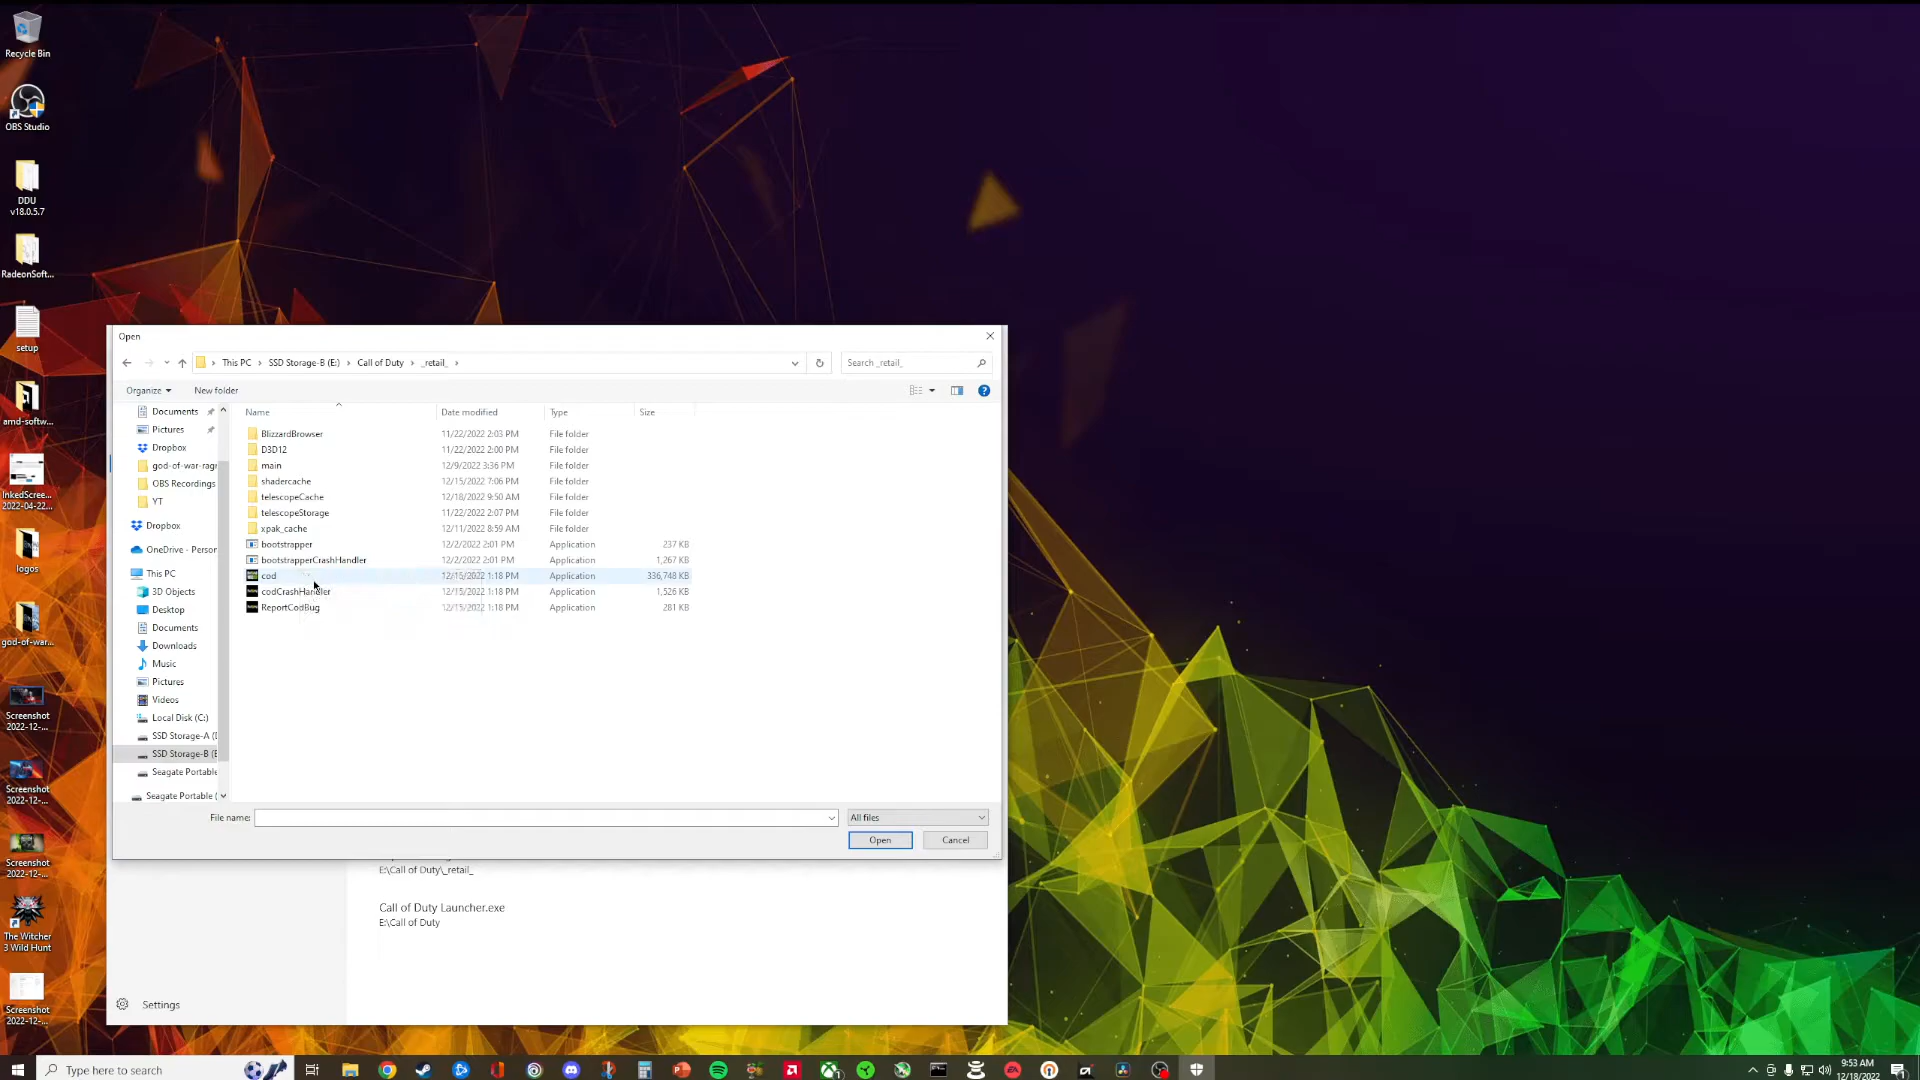 Recycle Bin
OBS Studio
DDU
v18.0.5.7
RadeonSoft...
setup
amd-softw...
InkedScree...
2022-04-22...
logos
god-of-war...
Screenshot
2022-12-...
Screenshot
2022-12-...
Screenshot
2022-12-...
The Witcher
3 Wild Hunt
Screenshot
2022-12-...
Open
This PC > SSD Storage-B (E:) > Call of Duty > _retail_ >
Search _retail_
Organize
New folder
Documents
Pictures
Dropbox
god-of-war-ragr
OBS Recordings
YT
Dropbox
OneDrive - Person
This PC
3D Objects
Desktop
Documents
Downloads
Music
Pictures
Videos
Local Disk (C:)
SSD Storage-A (D
SSD Storage-B (E
Seagate Portable
Seagate Portable (
Name Date modified Type Size
BlizzardBrowser 11/22/2022 2:03 PM File folder
D3D12 11/22/2022 2:00 PM File folder
main 12/9/2022 3:36 PM File folder
shadercache 12/15/2022 7:06 PM File folder
telescopeCache 12/18/2022 9:50 AM File folder
telescopeStorage 11/22/2022 2:07 PM File folder
xpak_cache 12/11/2022 8:59 AM File folder
bootstrapper 12/2/2022 2:01 PM Application 237 KB
bootstrapperCrashHandler 12/2/2022 2:01 PM Application 1,267 KB
cod 12/15/2022 1:18 PM Application 336,748 KB
codCrashHandler 12/15/2022 1:18 PM Application 1,526 KB
ReportCodBug 12/15/2022 1:18 PM Application 281 KB
File name:
All files
Open
Cancel
E:\Call of Duty\_retail_
Call of Duty Launcher.exe
E:\Call of Duty
Settings
Type here to search
9:53 AM
12/18/2022